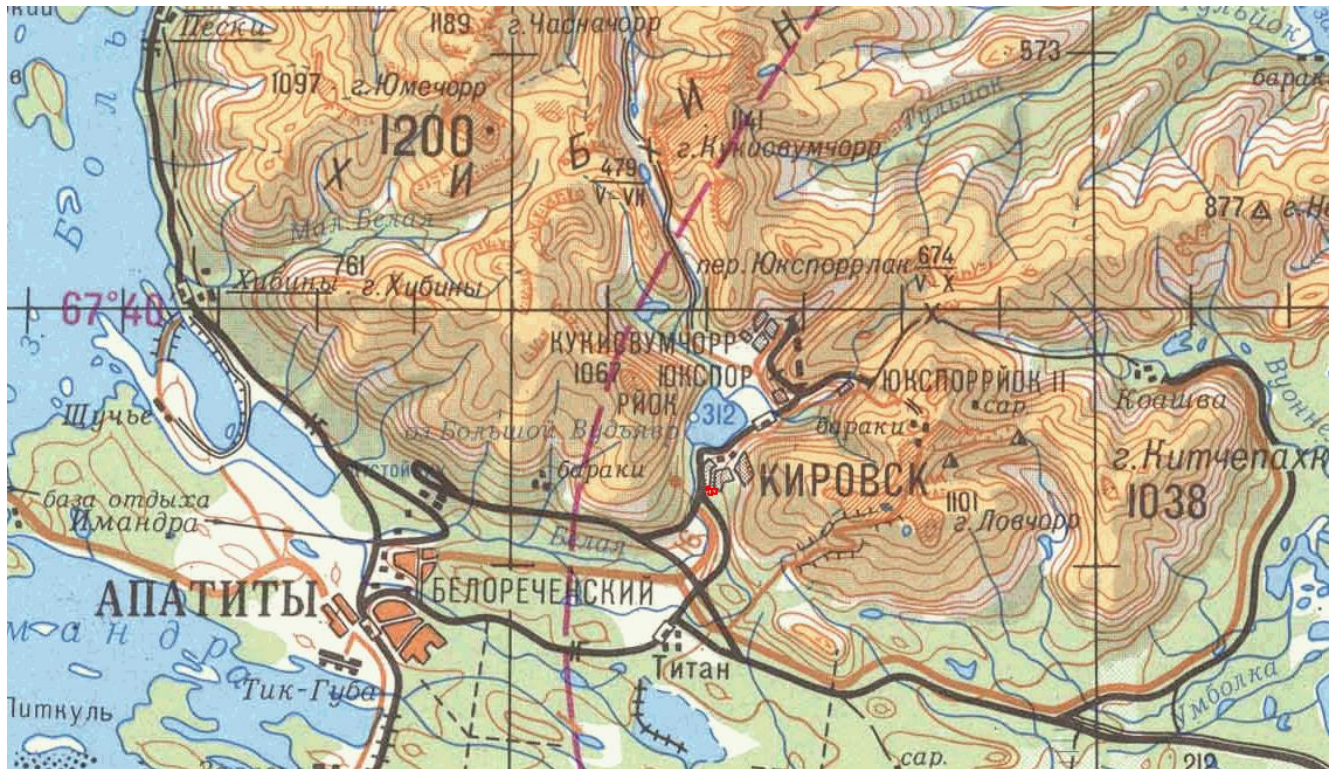 Пески
1189
г.Часначорр
573
1097
г.Юмечорр
1200
1141
г.Кукисвумчорр
Тульйок
Х И Б И Н
479
V-VII
Мал.Белая
877
761
Хибины
г.Хибины
пер.Юкспоррлак
674
V-X
67°40
КУКИСВУМЧОРР
1067
ЮКСПОР
РЙОК
ЮКСПОРРЙОК II
сар.
Коашва
Щучье
312
оз.Большой Вудъявр
бараки
бараки
г.Китчепахк
1038
КИРОВСК
1101
г.Ловчорр
база отдыха
Имандра
Белая
АПАТИТЫ
БЕЛОРЕЧЕНСКИЙ
Титан
Тик-Губа
Питкуль
Умболка
сар.
212